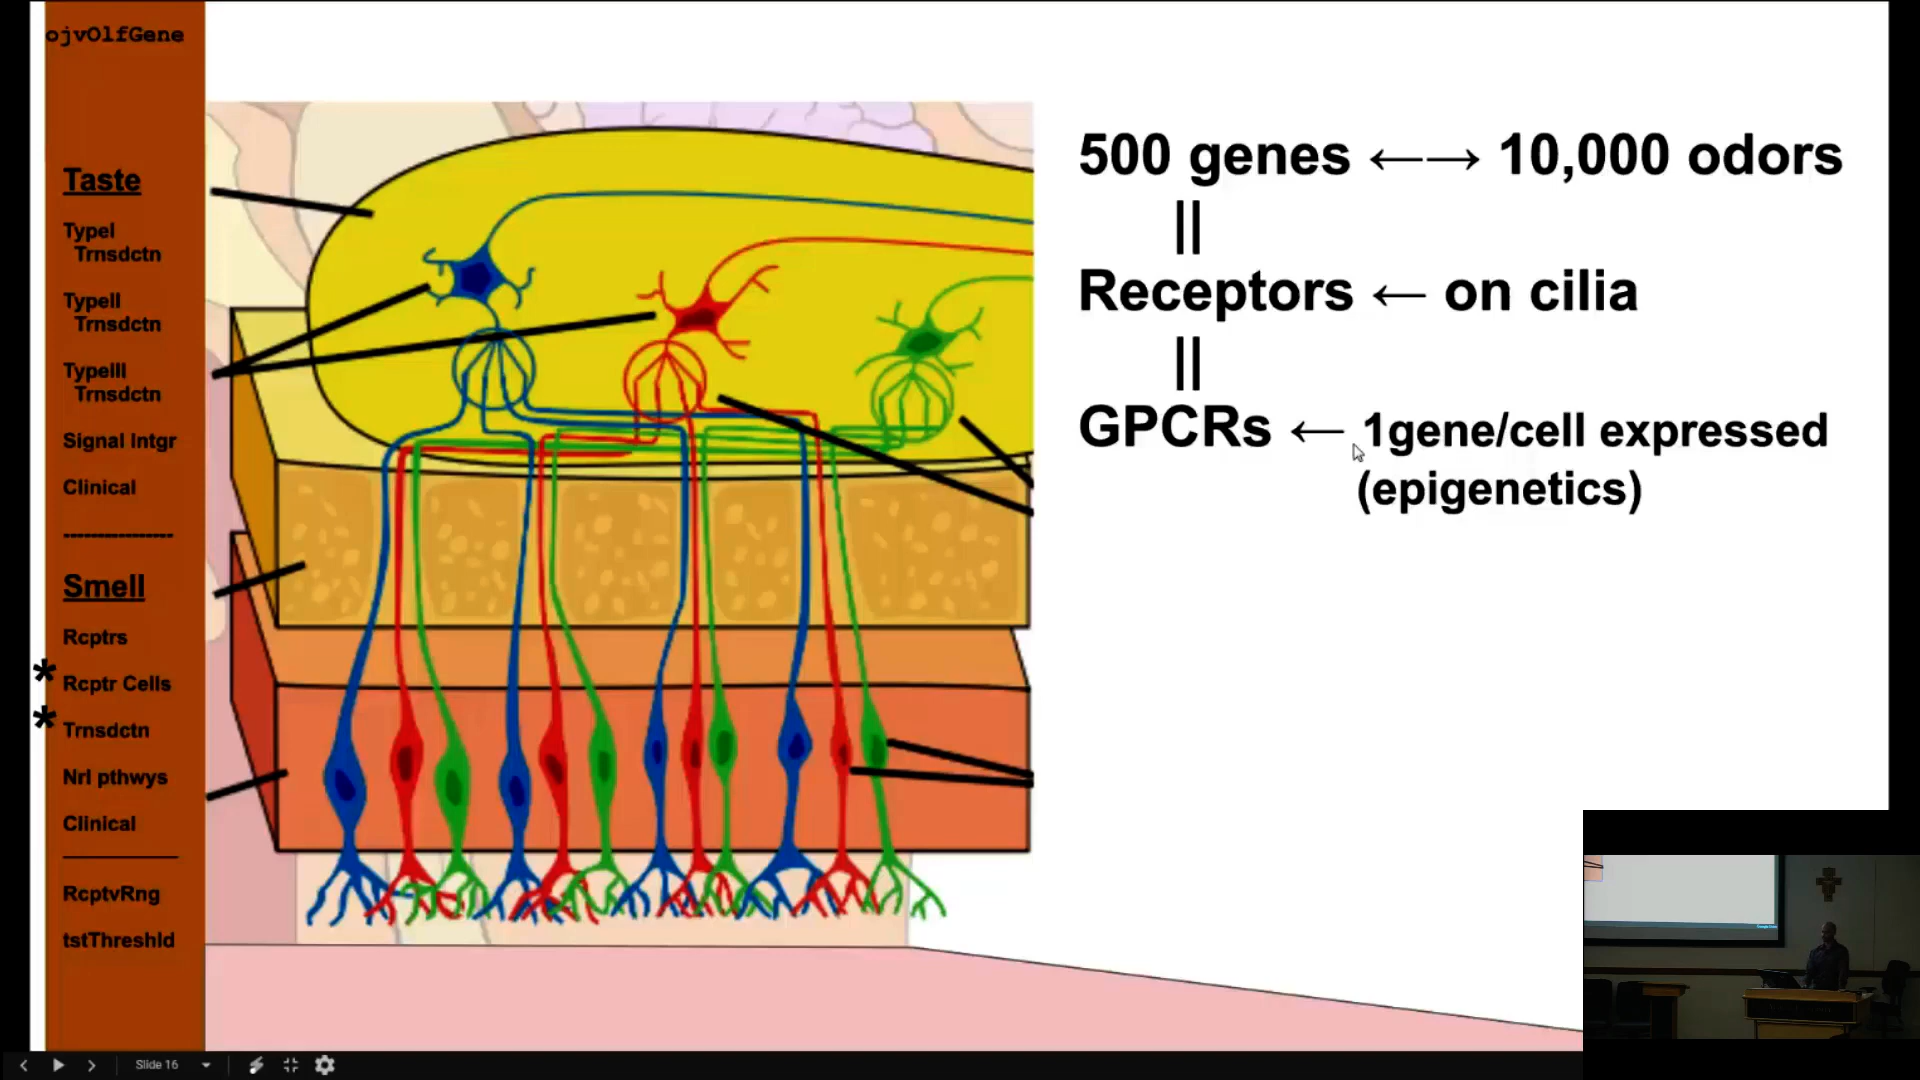 ojvOlfGene
Taste
TypeI
Trnsdctn
TypeII
Trnsdctn
TypeIII
Trnsdctn
Signal Intgr
Clinical
----------------
Smell
Rcptrs
* Rcptr Cells
* Trnsdctn
Nrl pthwys
Clinical
RcptvRng
tstThreshld
500 genes ←→ 10,000 odors
||
Receptors ← on cilia
||
GPCRs ← 1gene/cell expressed
(epigenetics)
Slide 16